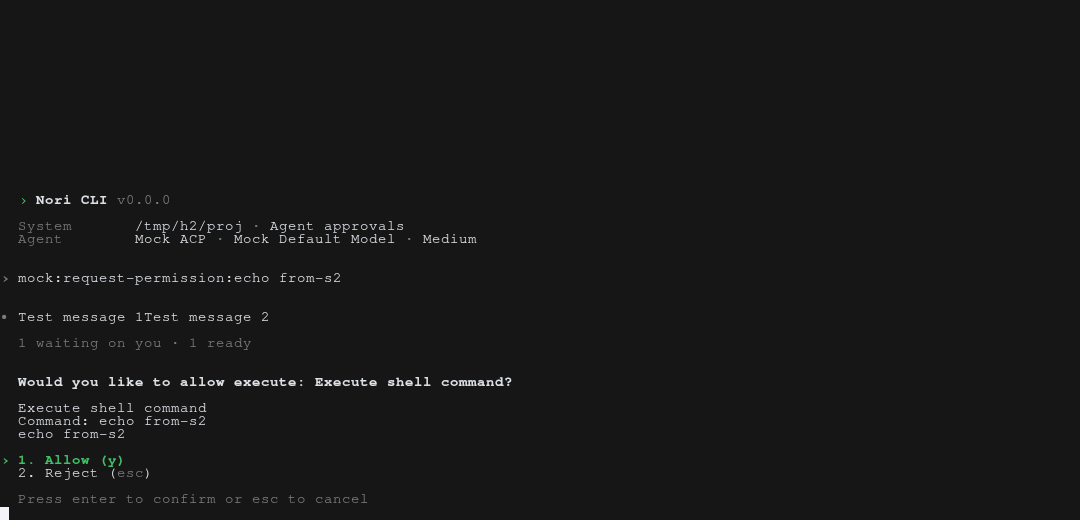 › Nori CLI v0.0.0
System /tmp/h2/proj · Agent approvals
Agent Mock ACP · Mock Default Model · Medium
› mock:request-permission:echo from-s2
• Test message 1Test message 2
1 waiting on you · 1 ready
Would you like to allow execute: Execute shell command?
Execute shell command
Command: echo from-s2
echo from-s2
› 1. Allow (y)
2. Reject (esc)
Press enter to confirm or esc to cancel